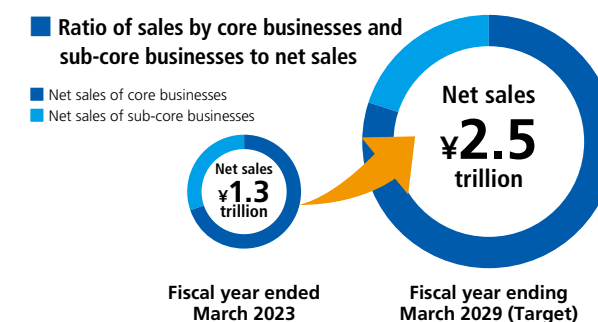 Ratio of sales by core businesses and
sub-core businesses to net sales
Net sales of core businesses
Net sales of sub-core businesses
Net sales
¥1.3
trillion
Net sales
¥2.5
trillion
Fiscal year ended
March 2023
Fiscal year ending
March 2029 (Target)